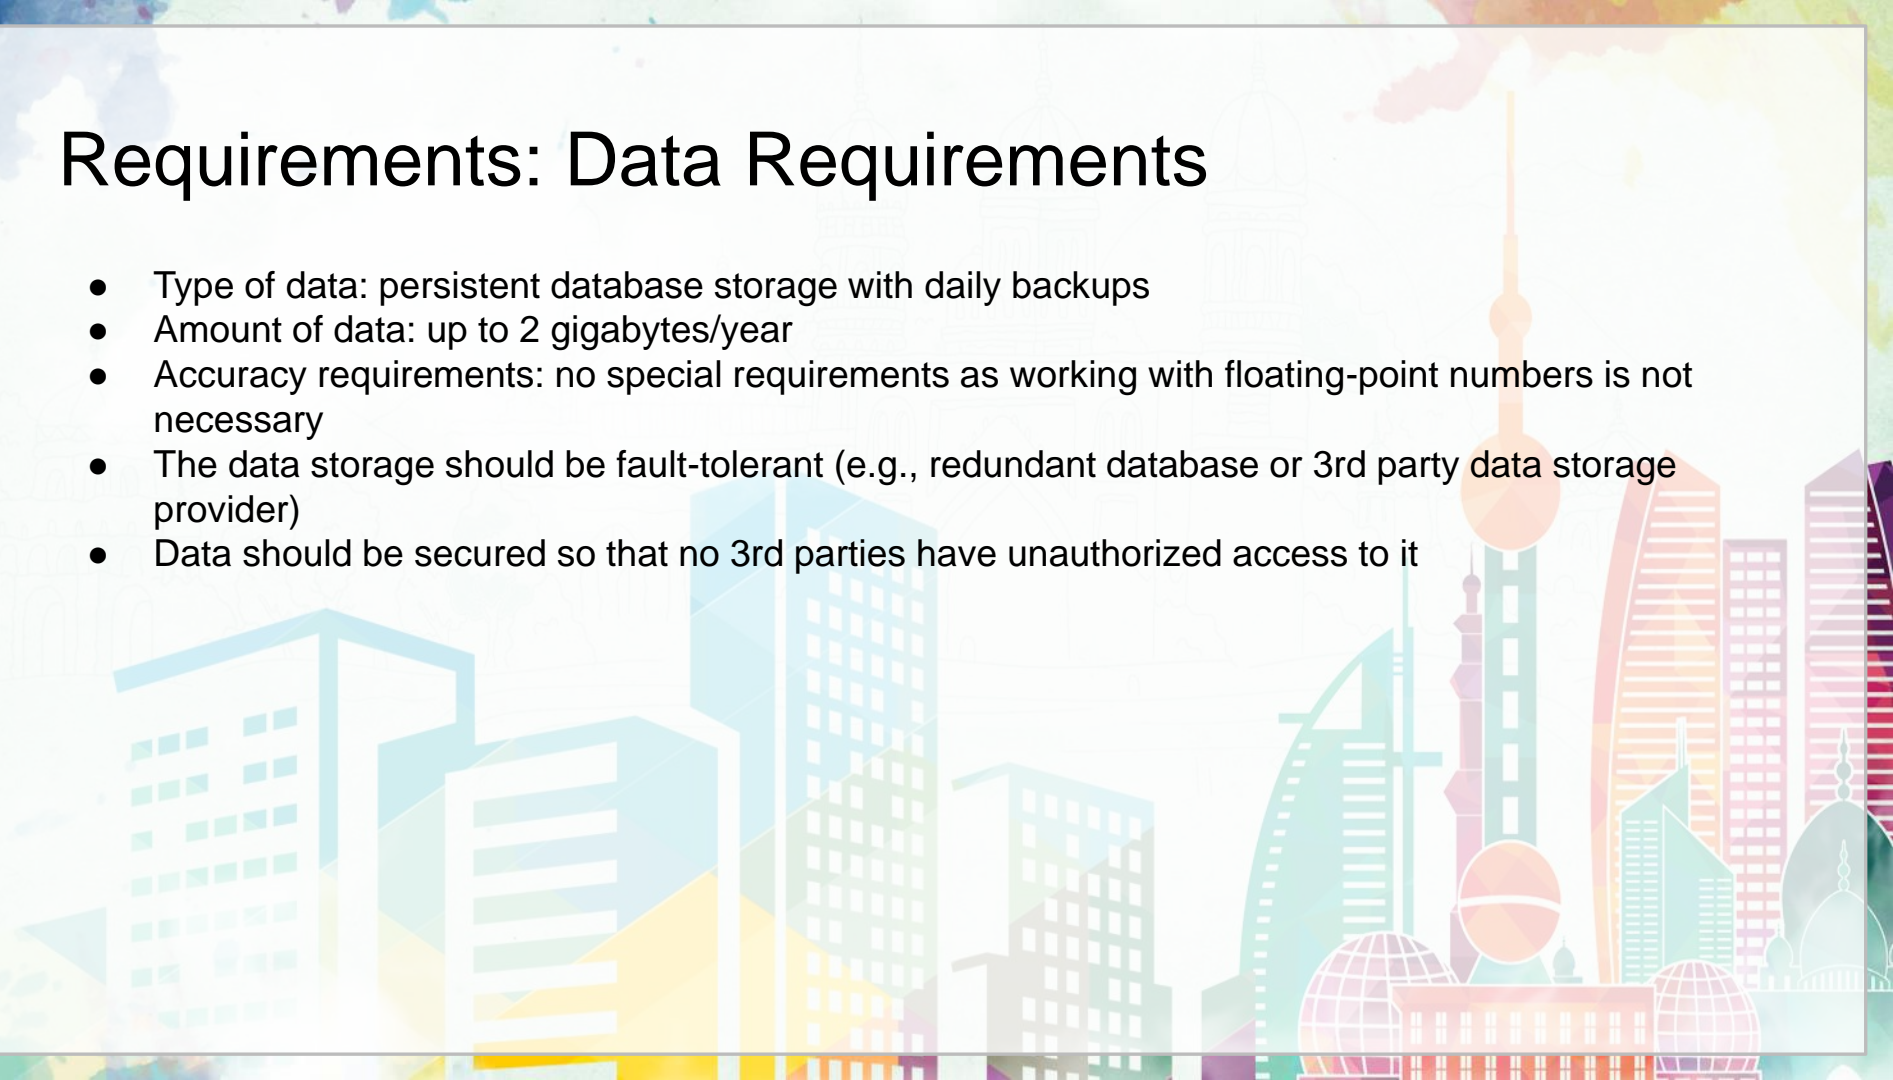 Requirements: Data Requirements
● Type of data: persistent database storage with daily backups
● Amount of data: up to 2 gigabytes/year
● Accuracy requirements: no special requirements as working with floating-point numbers is not
necessary
● The data storage should be fault-tolerant (e.g., redundant database or 3rd party data storage
provider)
● Data should be secured so that no 3rd parties have unauthorized access to it